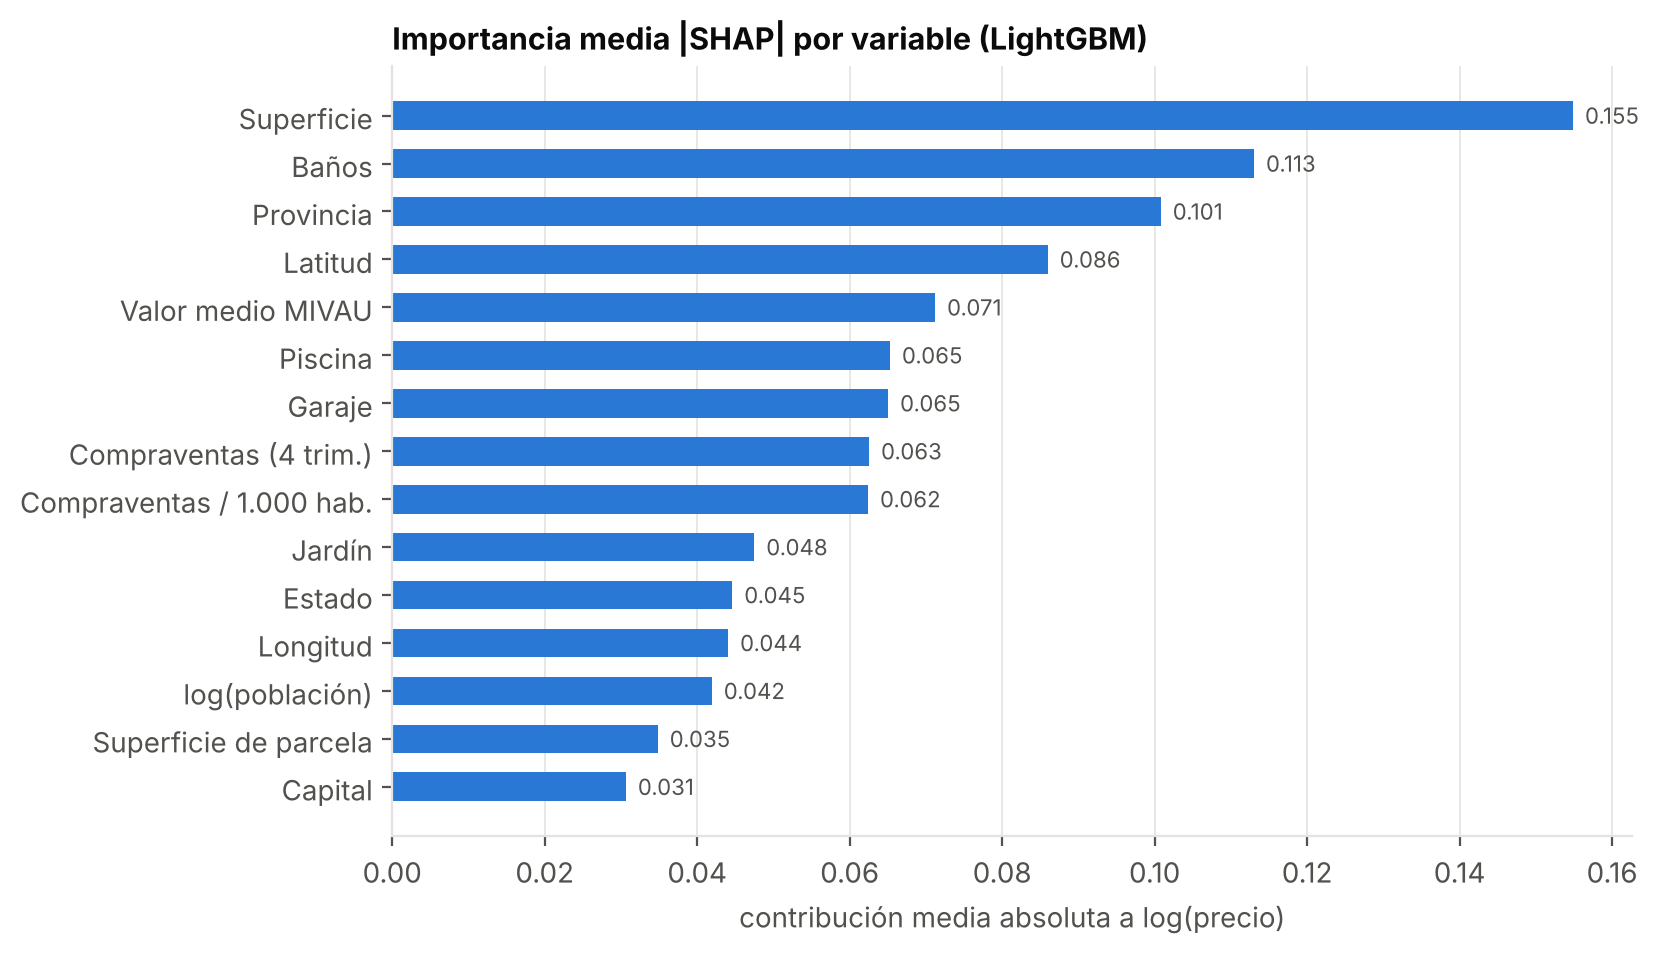 Importancia media |SHAP| por variable (LightGBM)
Superficie 0.155
Baños 0.113
Provincia 0.101
Latitud 0.086
Valor medio MIVAU 0.071
Piscina 0.065
Garaje 0.065
Compraventas (4 trim.) 0.063
Compraventas / 1.000 hab. 0.062
Jardín 0.048
Estado 0.045
Longitud 0.044
log(población) 0.042
Superficie de parcela 0.035
Capital 0.031
0.00 0.02 0.04 0.06 0.08 0.10 0.12 0.14 0.16
contribución media absoluta a log(precio)